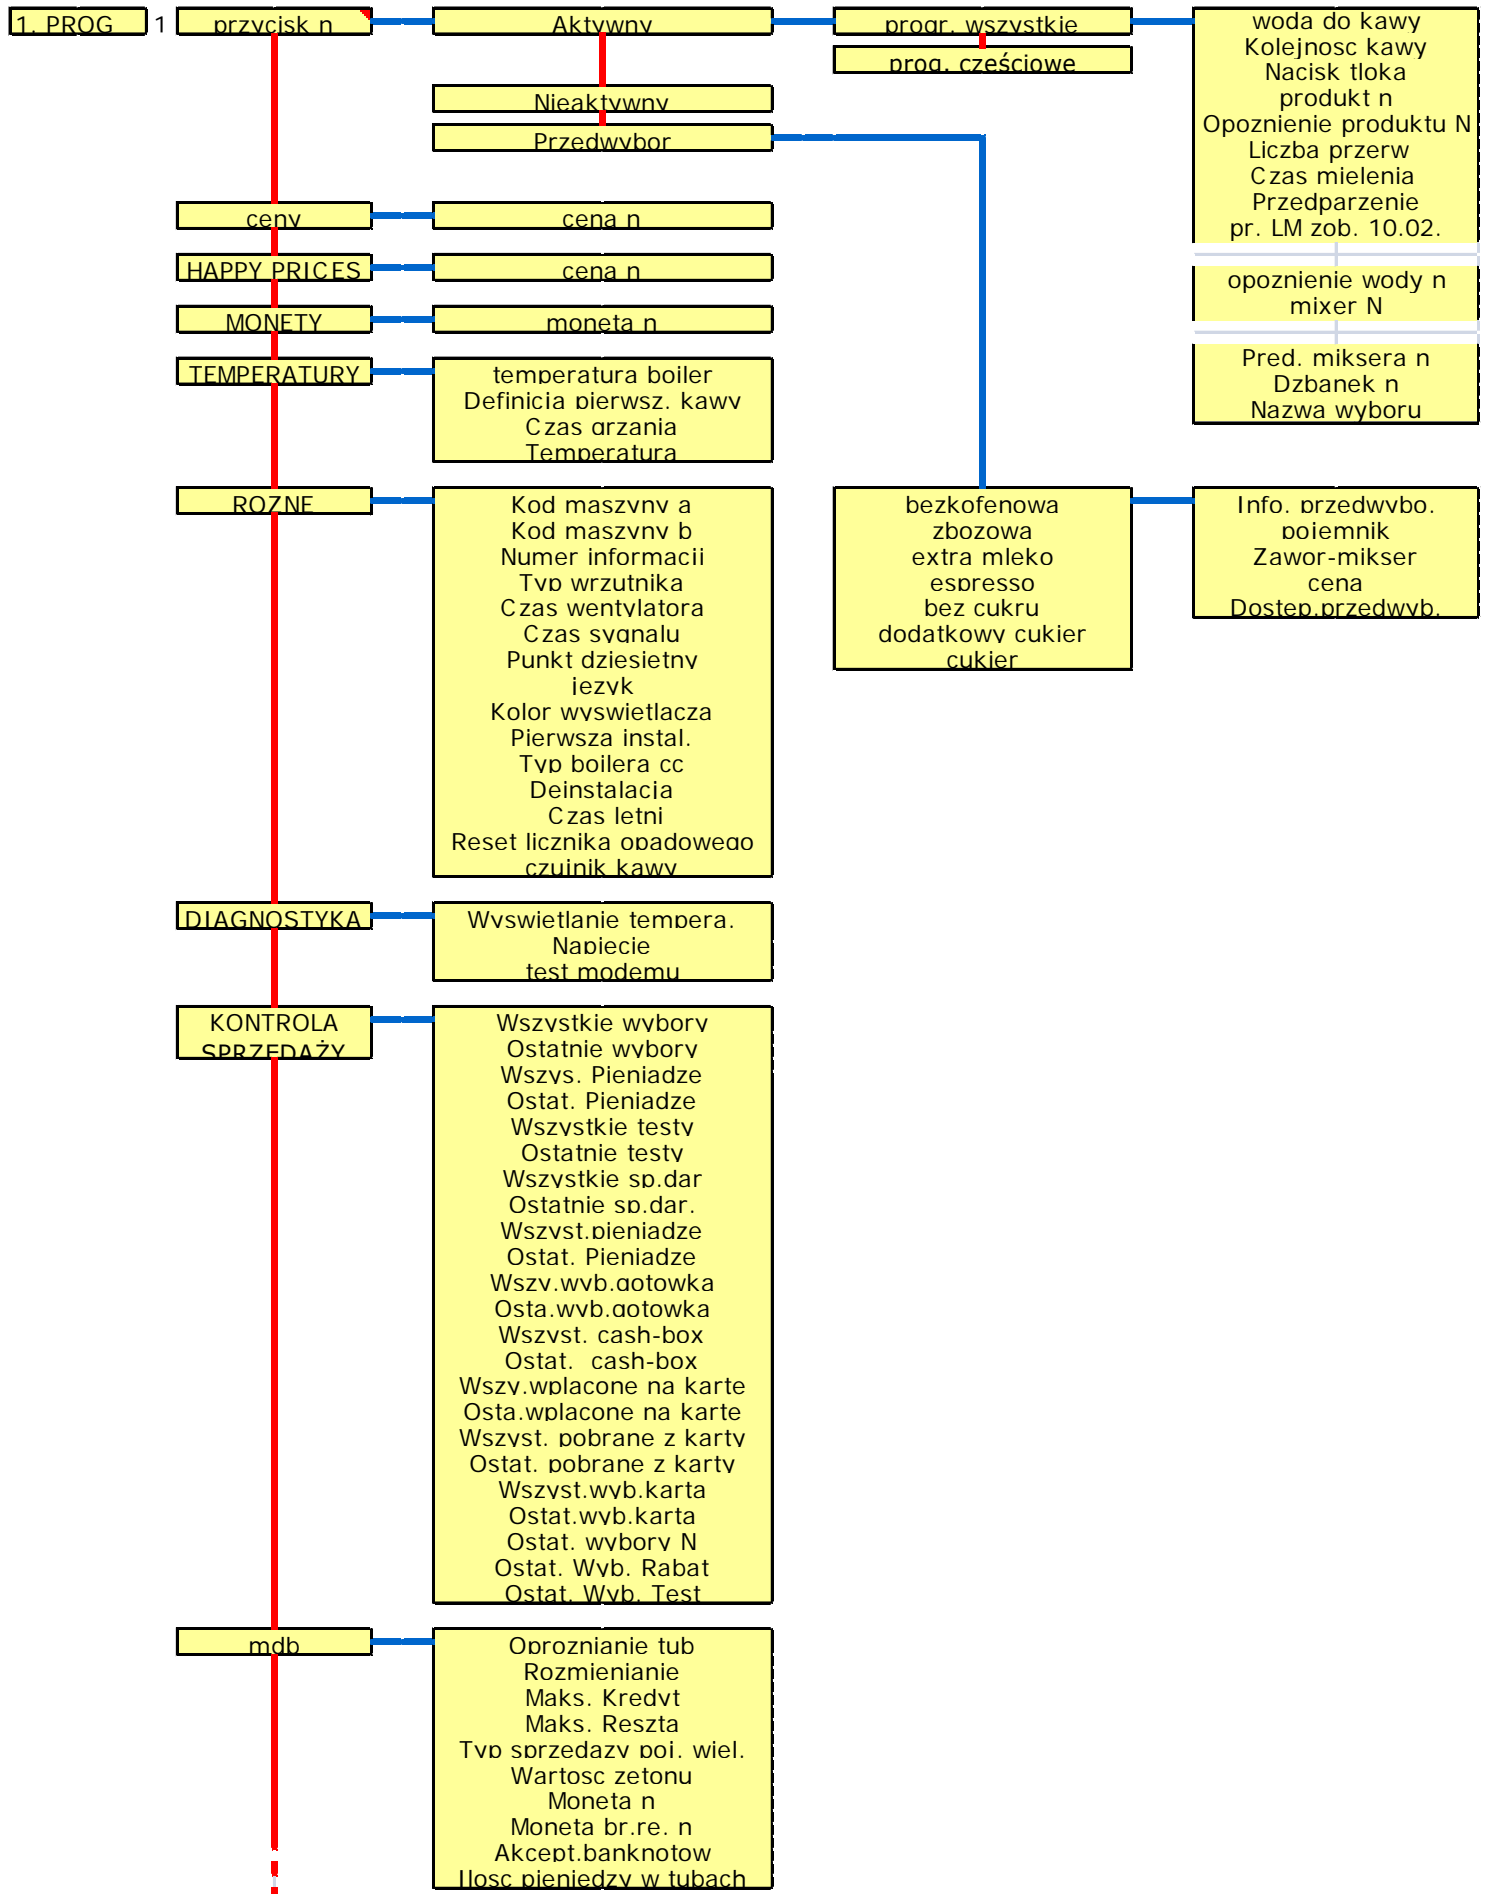 1. PROG
1
przycisk n
Aktywny
progr. wszystkie
prog. częściowe
Nieaktywny
Przedwybor
woda do kawy
Kolejnosc kawy
Nacisk tloka
produkt n
Opoznienie produktu N
Liczba przerw
Czas mielenia
Przedparzenie
pr. LM zob. 10.02.
opoznienie wody n
mixer N
Pred. miksera n
Dzbanek n
Nazwa wyboru
ceny
cena n
HAPPY PRICES
cena n
MONETY
moneta n
TEMPERATURY
temperatura boiler
Definicja pierwsz. kawy
Czas grzania
Temperatura
ROZNE
Kod maszyny a
Kod maszyny b
Numer informacji
Typ wrzutnika
Czas wentylatora
Czas sygnalu
Punkt dziesietny
jezyk
Kolor wyswietlacza
Pierwsza instal.
Typ boilera cc
Deinstalacja
Czas letni
Reset licznika opadowego
czujnik kawy
bezkofenowa
zbozowa
extra mleko
espresso
bez cukru
dodatkowy cukier
cukier
Info. przedwybo.
pojemnik
Zawor-mikser
cena
Dostep.przedwyb.
DIAGNOSTYKA
Wyswietlanie tempera.
Napiecie
test modemu
KONTROLA
SPRZEDAŻY
Wszystkie wybory
Ostatnie wybory
Wszys. Pieniadze
Ostat. Pieniadze
Wszystkie testy
Ostatnie testy
Wszystkie sp.dar
Ostatnie sp.dar.
Wszyst.pieniadze
Ostat. Pieniadze
Wszy.wyb.gotowka
Osta.wyb.gotowka
Wszyst. cash-box
Ostat.  cash-box
Wszy.wplacone na karte
Osta.wplacone na karte
Wszyst. pobrane z karty
Ostat. pobrane z karty
Wszyst.wyb.karta
Ostat.wyb.karta
Ostat. wybory N
Ostat. Wyb. Rabat
Ostat. Wyb. Test
mdb
Oproznianie tub
Rozmienianie
Maks. Kredyt
Maks. Reszta
Typ sprzedazy poj. wiel.
Wartosc zetonu
Moneta n
Moneta br.re. n
Akcept.banknotow
Ilosc pieniedzy w tubach